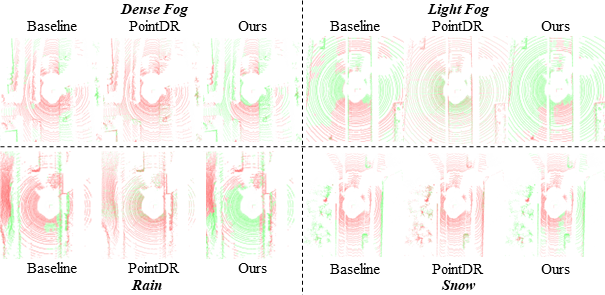 Dense Fog
Light Fog
Baseline PointDR Ours
Baseline PointDR Ours
Baseline PointDR Ours
Baseline PointDR Ours
Rain
Snow